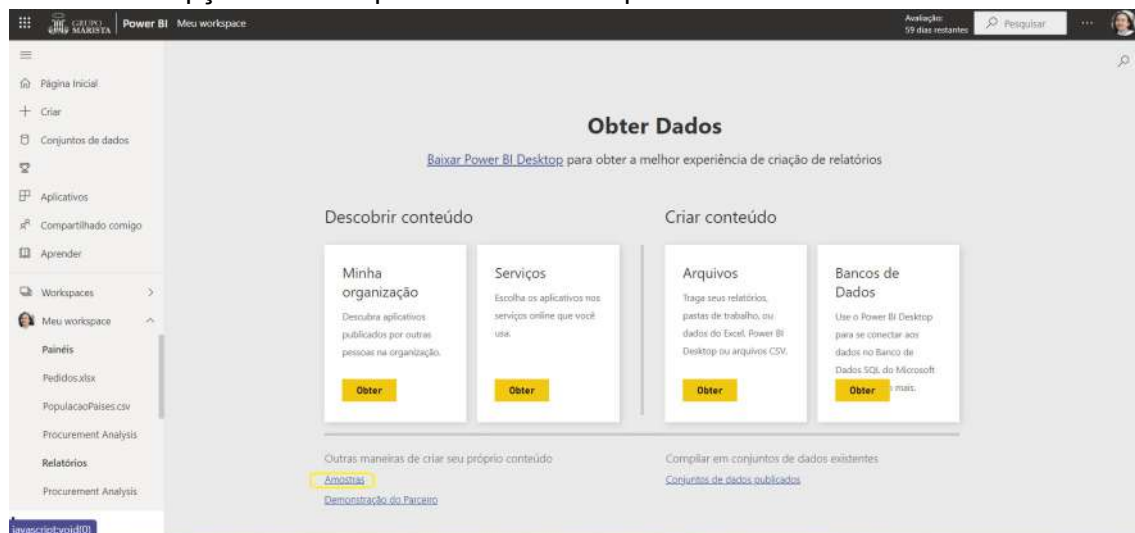 GRUPO MARISTA Power BI Meu workspace
Avaliação:
59 dias restantes
Pesquisar
Página Inicial
Criar
Conjuntos de dados
Aplicativos
Compartilhado comigo
Aprender
Workspaces
Meu workspace
Painéis
Pedidos.xlsx
PopulacaoPaises.csv
Procurement Analysis
Relatórios
Procurement Analysis
javascript:void(0)
Obter Dados
Baixar Power BI Desktop para obter a melhor experiência de criação de relatórios
Descobrir conteúdo
Minha
organização
Descubra aplicativos
publicados por outras
pessoas na organização.
Obter
Serviços
Escolha os aplicativos nos
serviços online que você
usa.
Obter
Criar conteúdo
Arquivos
Traga seus relatórios,
pastas de trabalho, ou
dados do Excel, Power BI
Desktop ou arquivos CSV.
Obter
Bancos de
Dados
Use o Power BI Desktop
para se conectar aos
dados no Banco de
Dados SQL do Microsoft
Obter mais.
Outras maneiras de criar seu próprio conteúdo
Amostras
Demonstração do Parceiro
Compilar em conjuntos de dados existentes
Conjuntos de dados publicados